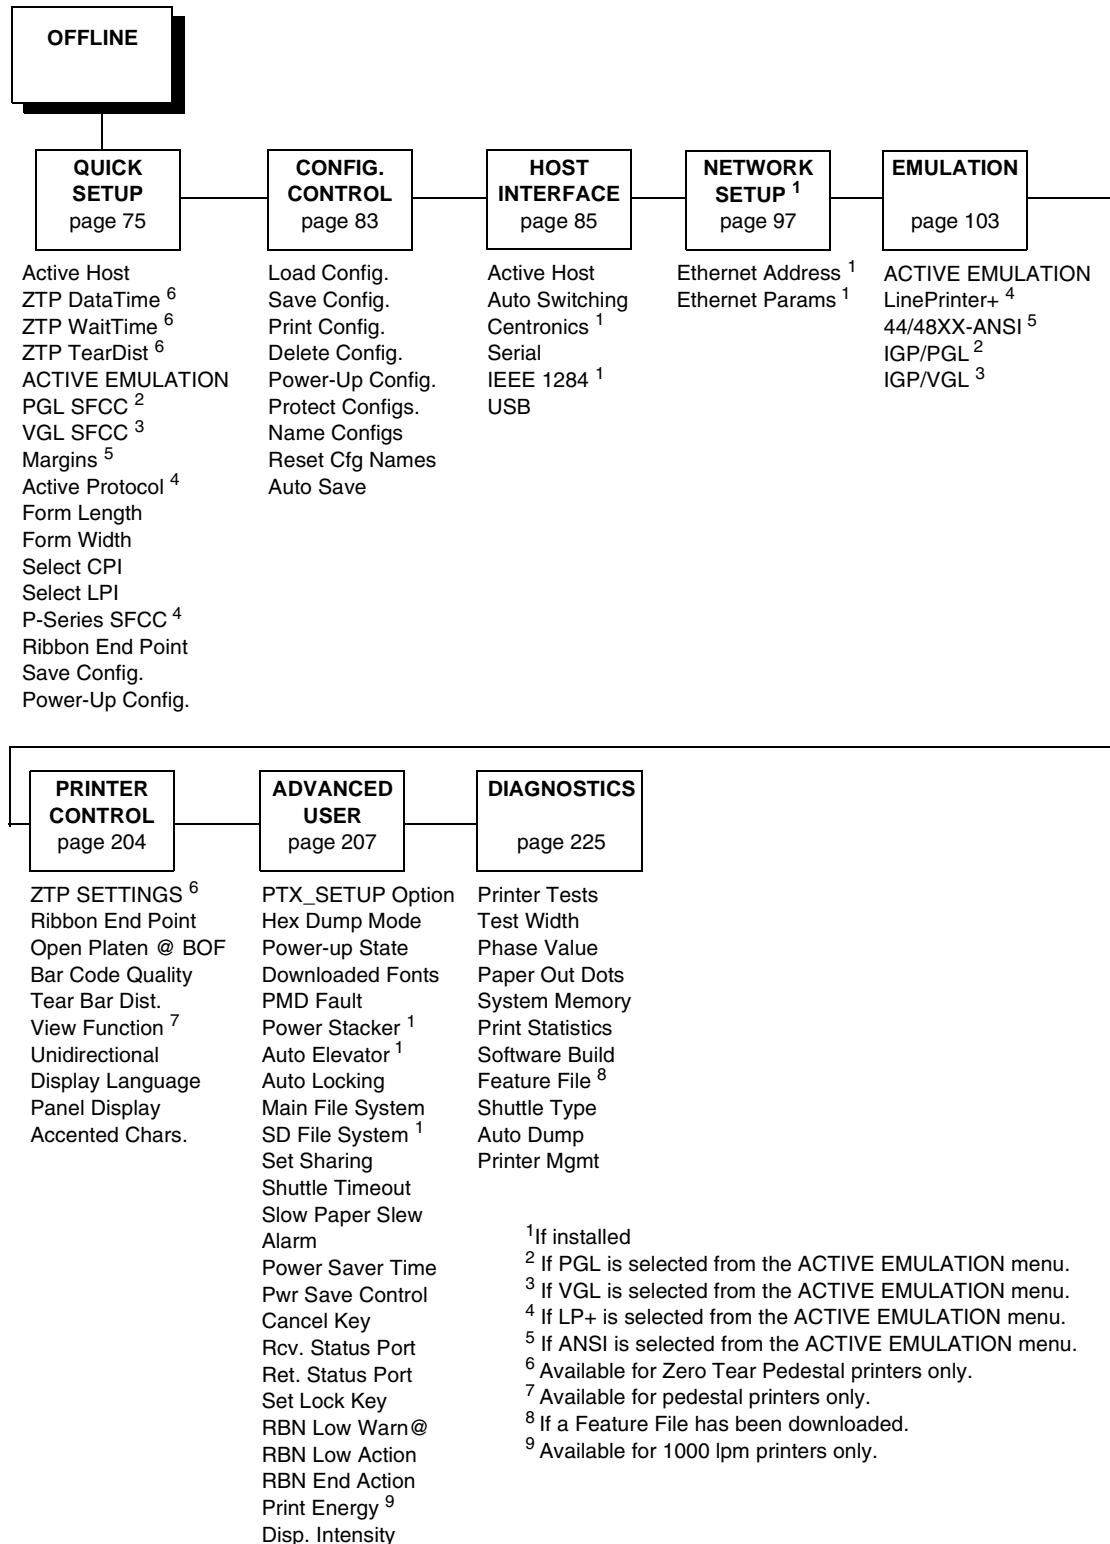 OFFLINE
QUICK
SETUP
page 75
CONFIG.
CONTROL
page 83
HOST
INTERFACE
page 85
NETWORK
SETUP 1
page 97
EMULATION
page 103
Active Host
ZTP DataTime 6
ZTP WaitTime 6
ZTP TearDist 6
ACTIVE EMULATION
PGL SFCC 2
VGL SFCC 3
Margins 5
Active Protocol 4
Form Length
Form Width
Select CPI
Select LPI
P-Series SFCC 4
Ribbon End Point
Save Config.
Power-Up Config.
Load Config.
Save Config.
Print Config.
Delete Config.
Power-Up Config.
Protect Configs.
Name Configs
Reset Cfg Names
Auto Save
Active Host
Auto Switching
Centronics 1
Serial
IEEE 1284 1
USB
Ethernet Address 1
Ethernet Params 1
ACTIVE EMULATION
LinePrinter+ 4
44/48XX-ANSI 5
IGP/PGL 2
IGP/VGL 3
PRINTER
CONTROL
page 204
ADVANCED
USER
page 207
DIAGNOSTICS
page 225
ZTP SETTINGS 6
Ribbon End Point
Open Platen @ BOF
Bar Code Quality
Tear Bar Dist.
View Function 7
Unidirectional
Display Language
Panel Display
Accented Chars.
PTX_SETUP Option
Hex Dump Mode
Power-up State
Downloaded Fonts
PMD Fault
Power Stacker 1
Auto Elevator 1
Auto Locking
Main File System
SD File System 1
Set Sharing
Shuttle Timeout
Slow Paper Slew
Alarm
Power Saver Time
Pwr Save Control
Cancel Key
Rcv. Status Port
Ret. Status Port
Set Lock Key
RBN Low Warn@
RBN Low Action
RBN End Action
Print Energy 9
Disp. Intensity
Printer Tests
Test Width
Phase Value
Paper Out Dots
System Memory
Print Statistics
Software Build
Feature File 8
Shuttle Type
Auto Dump
Printer Mgmt
1If installed
2 If PGL is selected from the ACTIVE EMULATION menu.
3 If VGL is selected from the ACTIVE EMULATION menu.
4 If LP+ is selected from the ACTIVE EMULATION menu.
5 If ANSI is selected from the ACTIVE EMULATION menu.
6 Available for Zero Tear Pedestal printers only.
7 Available for pedestal printers only.
8 If a Feature File has been downloaded.
9 Available for 1000 lpm printers only.